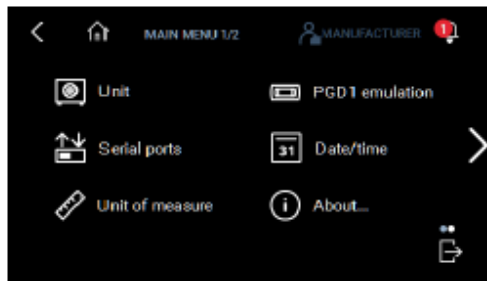 MAIN MENU 1/2 MANUFACTURER 1
Unit PGD1 emulation
Serial ports 31 Date/time
Unit of measure i About...